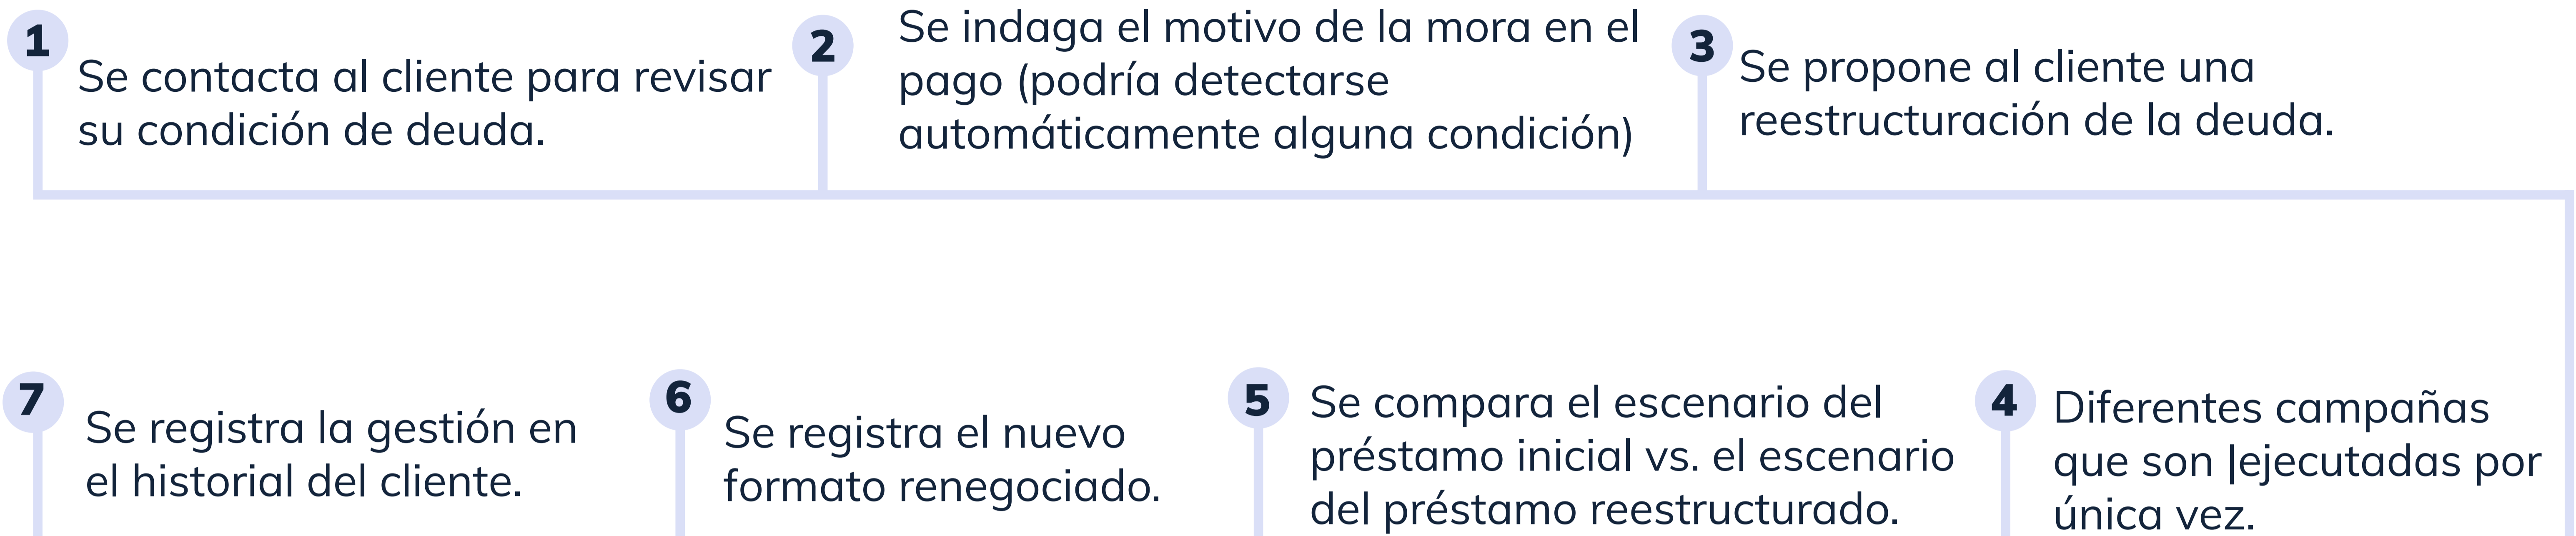 1
Se contacta al cliente para revisar
su condición de deuda.
2
Se indaga el motivo de la mora en el
pago (podría detectarse
automáticamente alguna condición)
3
Se propone al cliente una
reestructuración de la deuda.
4
Diferentes campañas
que son |ejecutadas por
única vez.
5
Se compara el escenario del
préstamo inicial vs. el escenario
del préstamo reestructurado.
6
Se registra el nuevo
formato renegociado.
7
Se registra la gestión en
el historial del cliente.